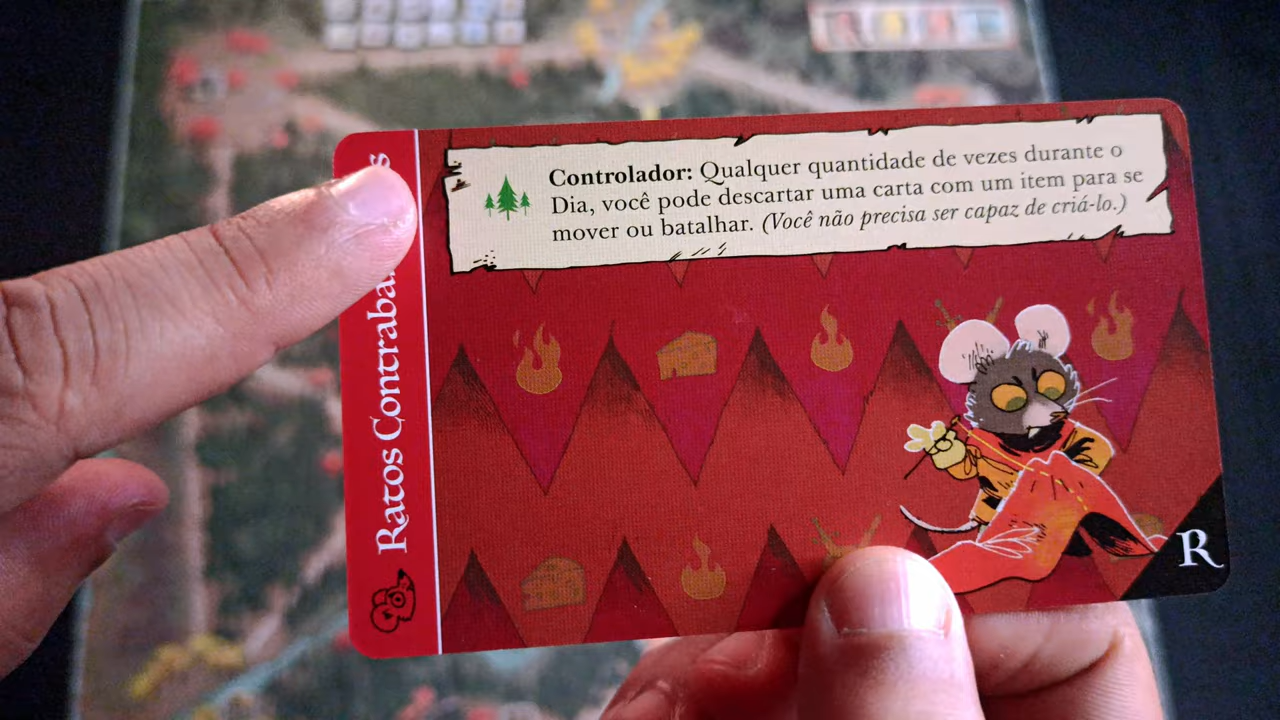 Controlador: Qualquer quantidade de vezes durante o
Dia, você pode descartar uma carta com um item para se
mover ou batalhar. (Você não precisa ser capaz de criá-lo.)
Ratos
R